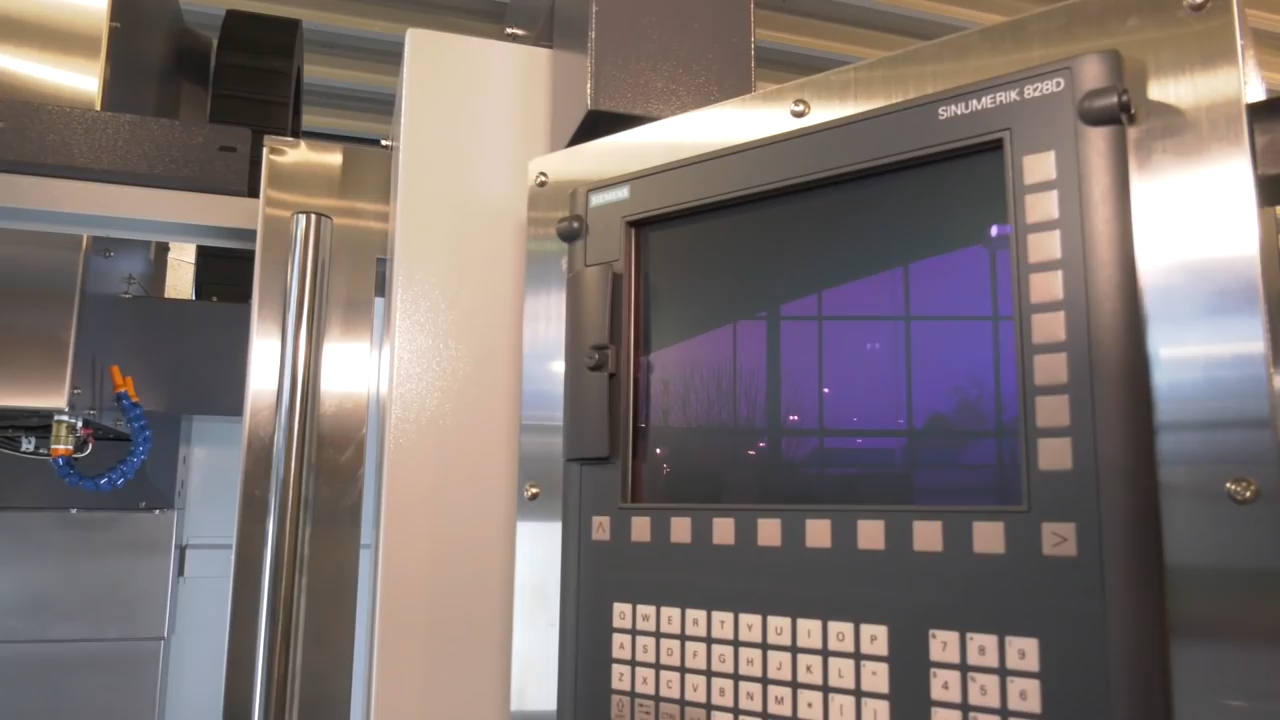 SINUMERIK 828D
SIEMENS
^ >
Q W E R T Y U I O P
7 8 9
A S D F G H J K L
4 5 6
Z X C V B N M * [ ]